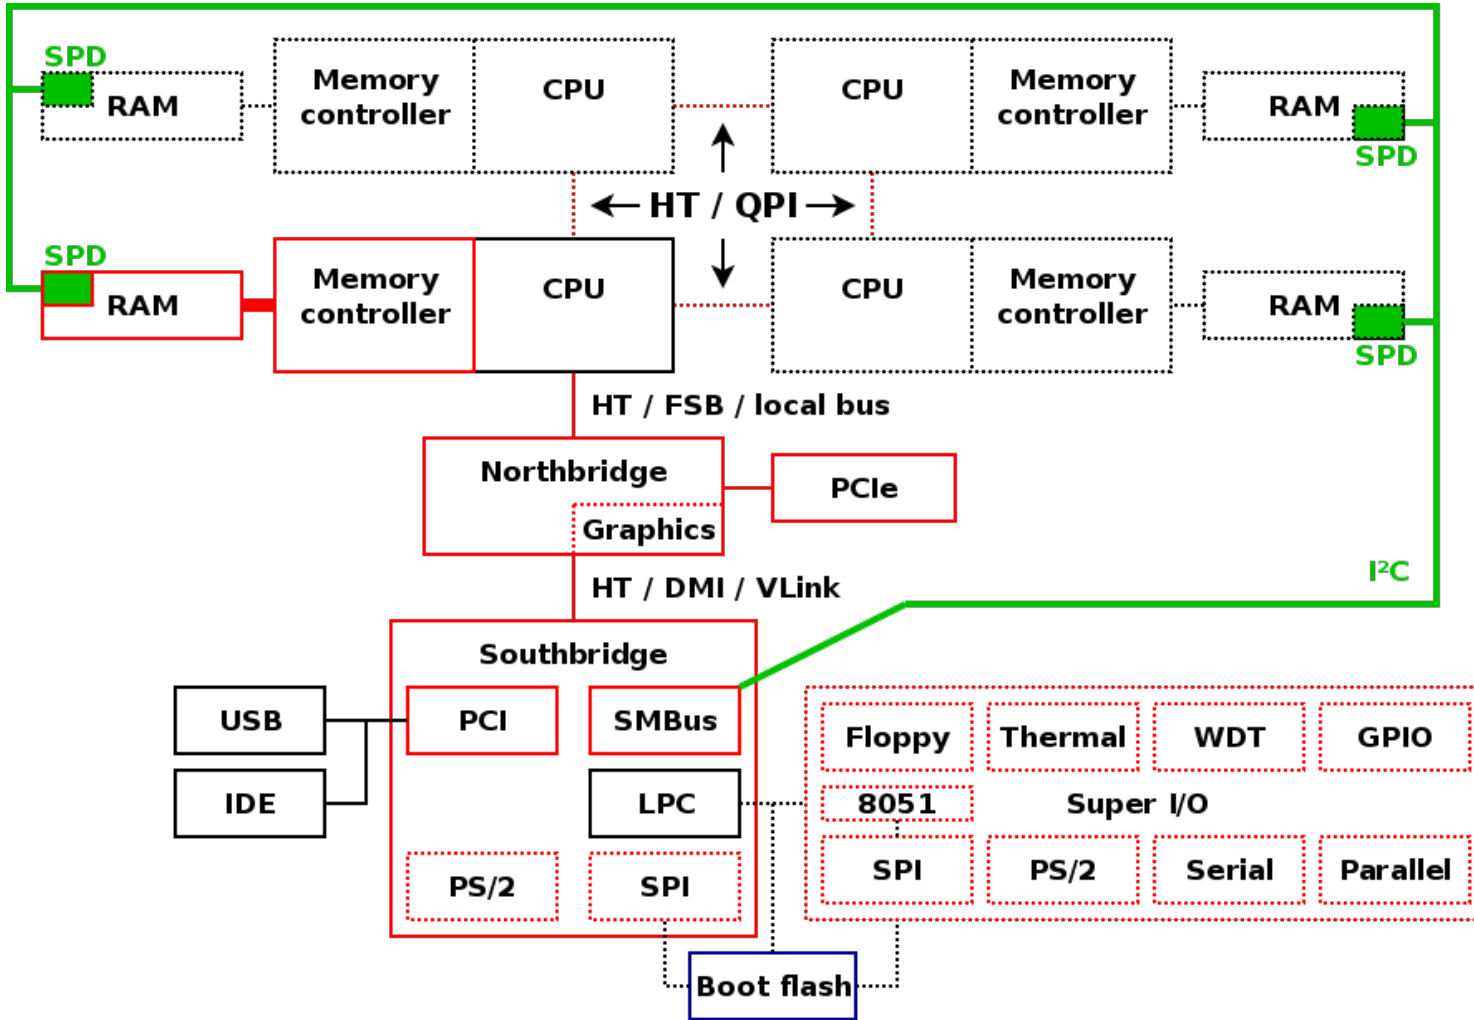 SPD
RAM
Memory
controller
CPU
CPU
Memory
controller
RAM
SPD
HT / QPI
SPD
RAM
Memory
controller
CPU
CPU
Memory
controller
RAM
SPD
HT / FSB / local bus
Northbridge
Graphics
PCIe
HT / DMI / VLink
I²C
Southbridge
USB
PCI
SMBus
IDE
LPC
PS/2
SPI
Floppy
Thermal
WDT
GPIO
8051
Super I/O
SPI
PS/2
Serial
Parallel
Boot flash